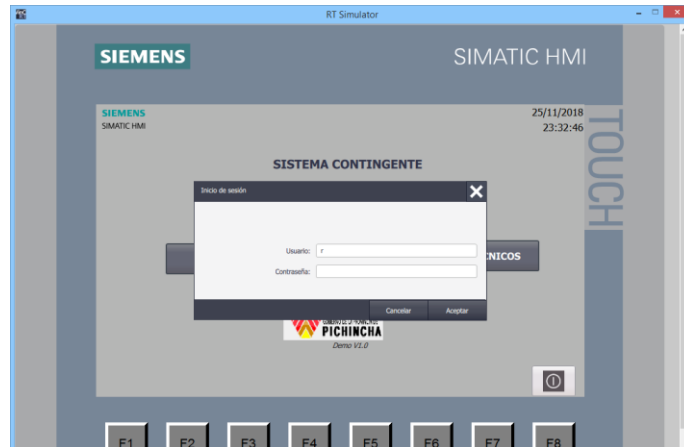 RT Simulator
SIEMENS
SIMATIC HMI
SIEMENS
SIMATIC HMI
25/11/2018
23:32:46
TOUCH
SISTEMA CONTINGENTE
Inicio de sesión
Usuario: r
Contraseña:
Cancelar Aceptar
PICHINCHA
Demo V1.0
F1 F2 F3 F4 F5 F6 F7 F8